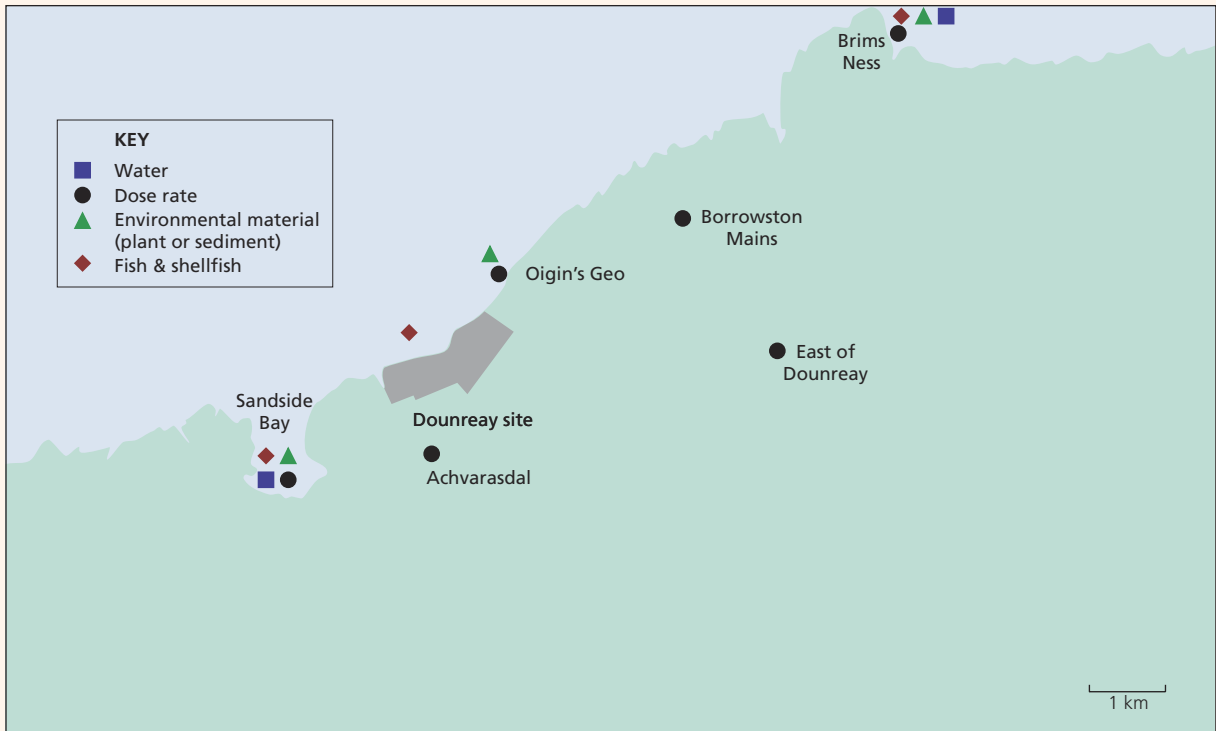 Brims
Ness
KEY
Water
Dose rate
Environmental material
(plant or sediment)
Fish & shellfish
Borrowston
Mains
Oigin's Geo
East of
Dounreay
Sandside
Bay
Dounreay site
Achvarasdal
1 km